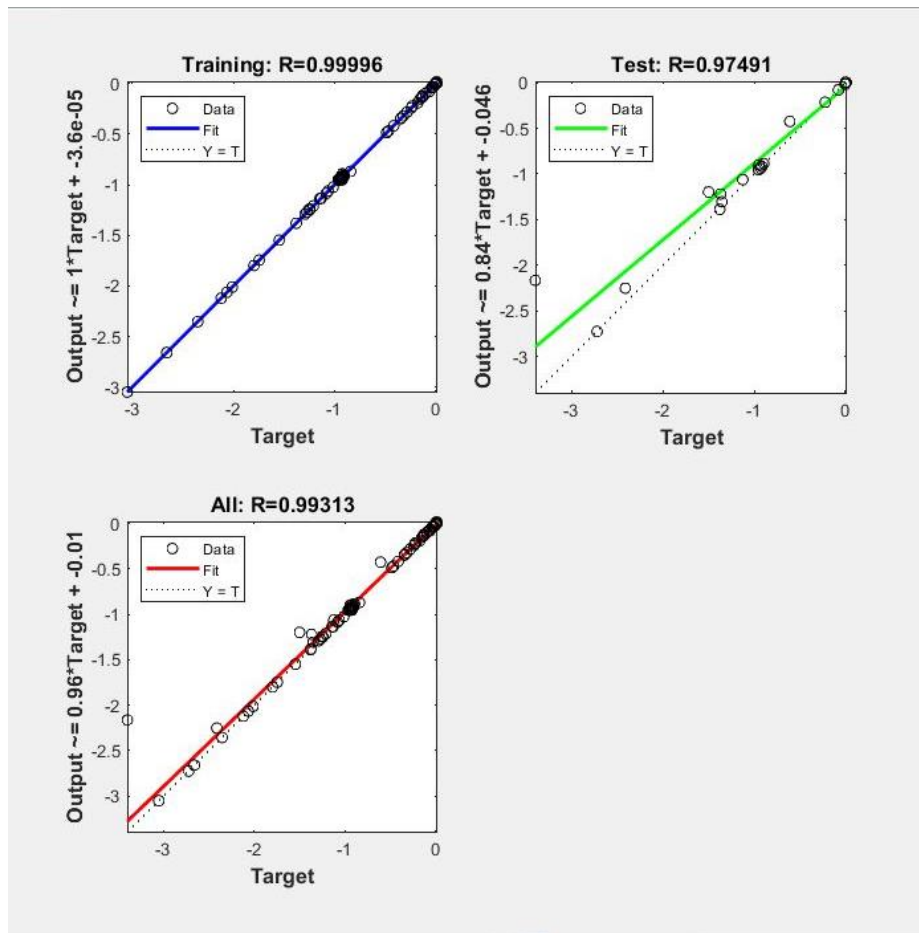 Training: R=0.99996
Output ~= 1*Target + -3.6e-05
0
-0.5
-1
-1.5
-2
-2.5
-3
Data
Fit
Y = T
-3 -2 -1 0
Target
Test: R=0.97491
Output ~= 0.84*Target + -0.046
0
-0.5
-1
-1.5
-2
-2.5
-3
Data
Fit
Y = T
-3 -2 -1 0
Target
All: R=0.99313
Output ~= 0.96*Target + -0.01
0
-0.5
-1
-1.5
-2
-2.5
-3
Data
Fit
Y = T
-3 -2 -1 0
Target